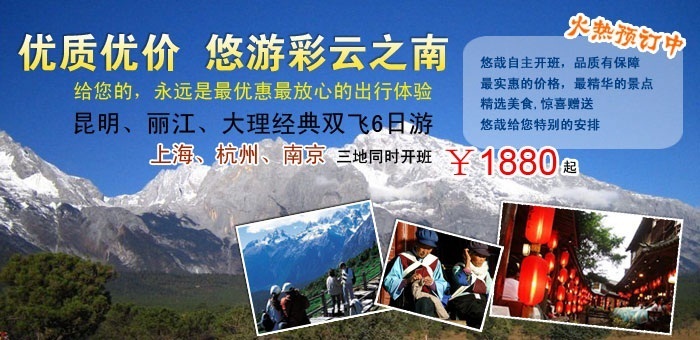 优质优价 悠游彩云之南
给您的，永远是最优惠最放心的出行体验
昆明、丽江、大理经典双飞6日游
上海、杭州、南京 三地同时开班 ￥1880起
火热预订中
悠哉自主开班，品质有保障
最实惠的价格，最精华的景点
精选美食,惊喜赠送
悠哉给您特别的安排